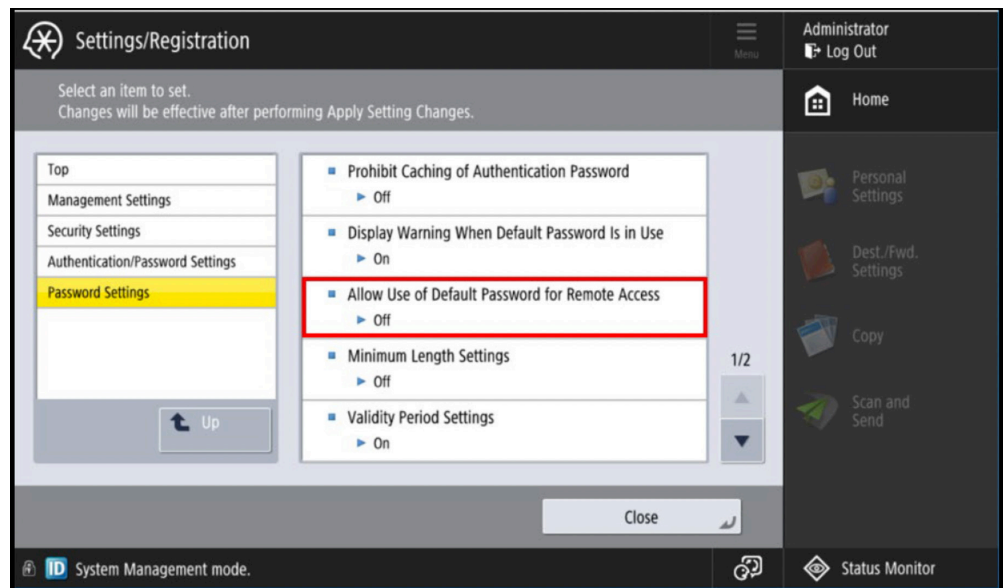 Settings/Registration
Menu
Administrator
Log Out
Select an item to set.
Changes will be effective after performing Apply Setting Changes.
Home
Top
Management Settings
Security Settings
Authentication/Password Settings
Password Settings
Up
Prohibit Caching of Authentication Password
Off
Display Warning When Default Password Is in Use
On
Allow Use of Default Password for Remote Access
Off
Minimum Length Settings
Off
Validity Period Settings
On
1/2
Personal
Settings
Dest./Fwd.
Settings
Copy
Scan and
Send
Close
ID System Management mode.
Status Monitor